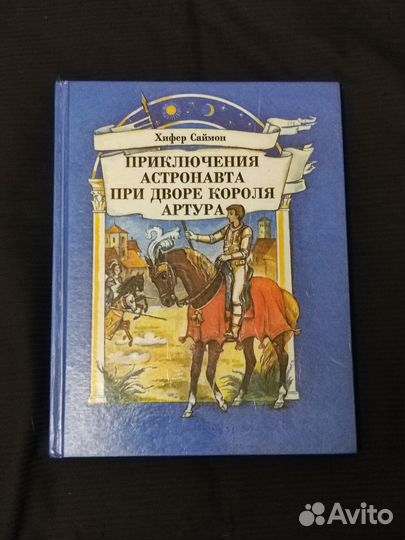 Хифер Саймон
ПРИКЛЮЧЕНИЯ
АСТРОНАВТА
ПРИ ДВОРЕ КОРОЛЯ
АРТУРА
Avito